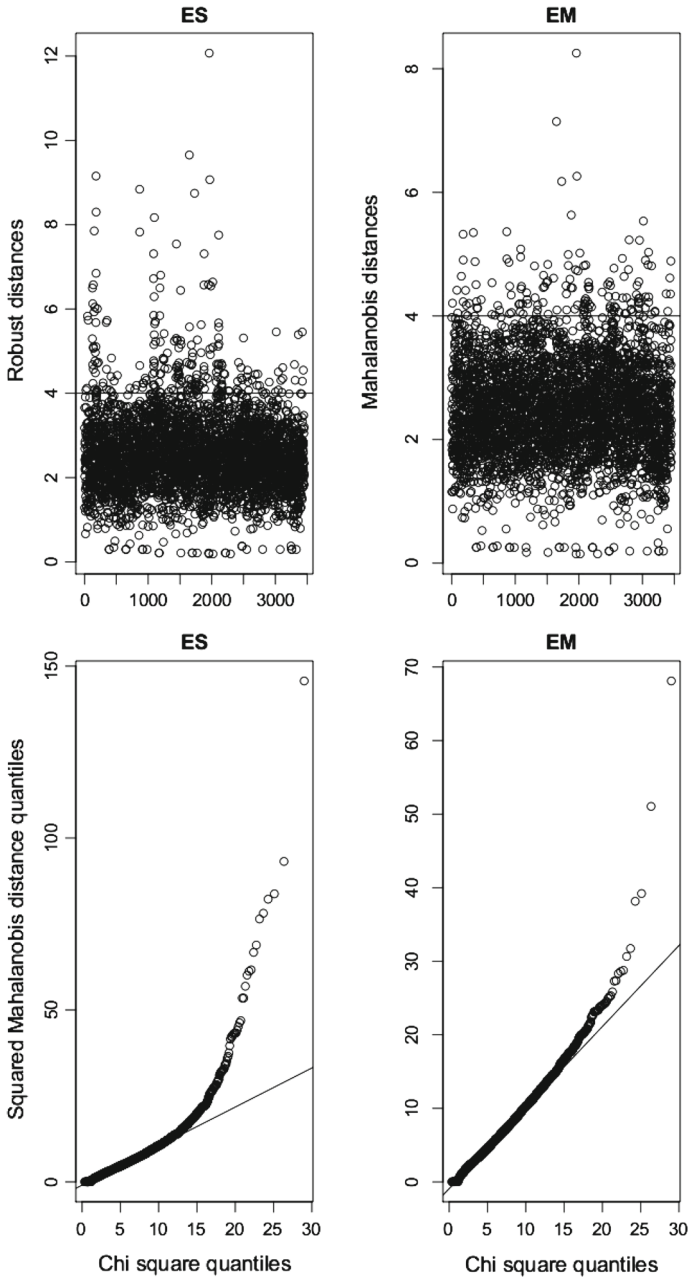 ES
EM
Robust distances
12
10
8
6
4
2
0
0 1000 2000 3000
Mahalanobis distances
8
6
4
2
0
0 1000 2000 3000
ES
EM
Squared Mahalanobis distance quantiles
150
100
50
0
0 5 10 15 20 25 30
Chi square quantiles
70
60
50
40
30
20
10
0
0 5 10 15 20 25 30
Chi square quantiles